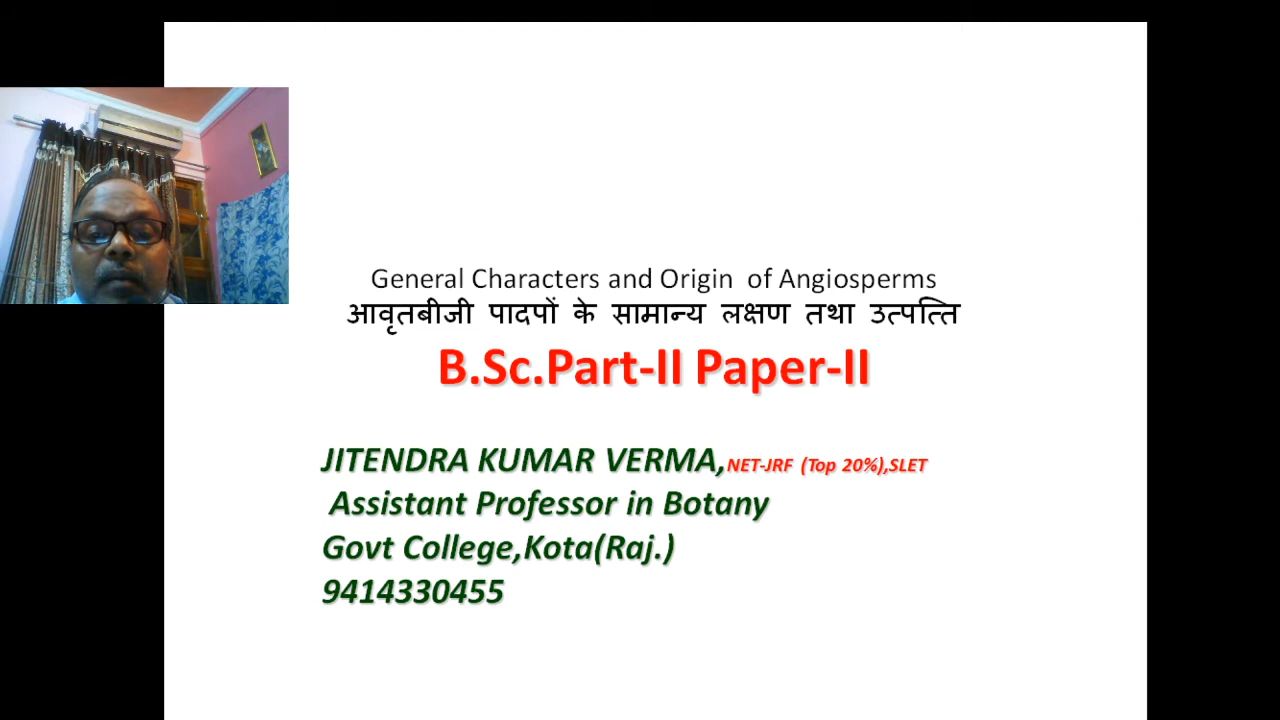 General Characters and Origin of Angiosperms
आवृतबीजी पादपों के सामान्य लक्षण तथा उत्पत्ति
B.Sc.Part-II Paper-II
JITENDRA KUMAR VERMA,NET-JRF (Top 20%),SLET
Assistant Professor in Botany
Govt College,Kota(Raj.)
9414330455